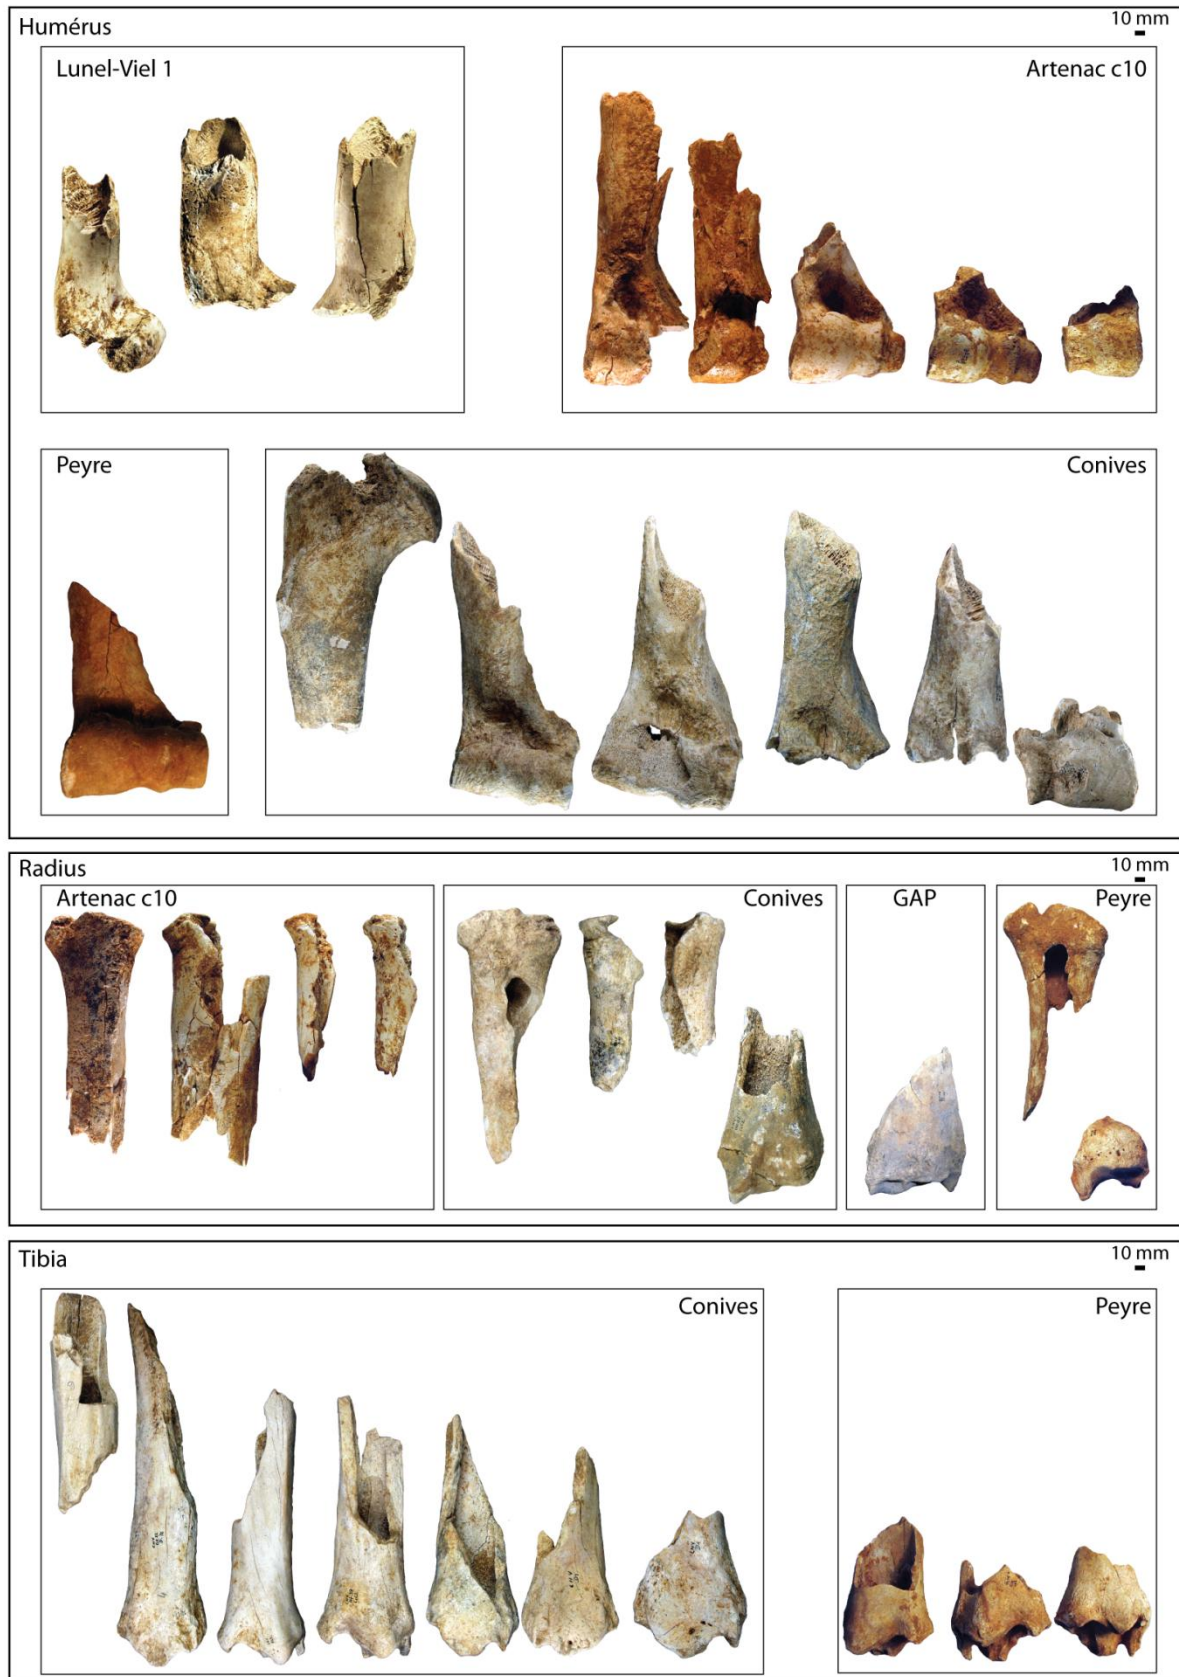 Humérus
10 mm
Lunel-Viel 1
Artenac c10
Peyre
Conives
Radius
10 mm
Artenac c10
Conives
GAP
Peyre
Tibia
10 mm
Conives
Peyre